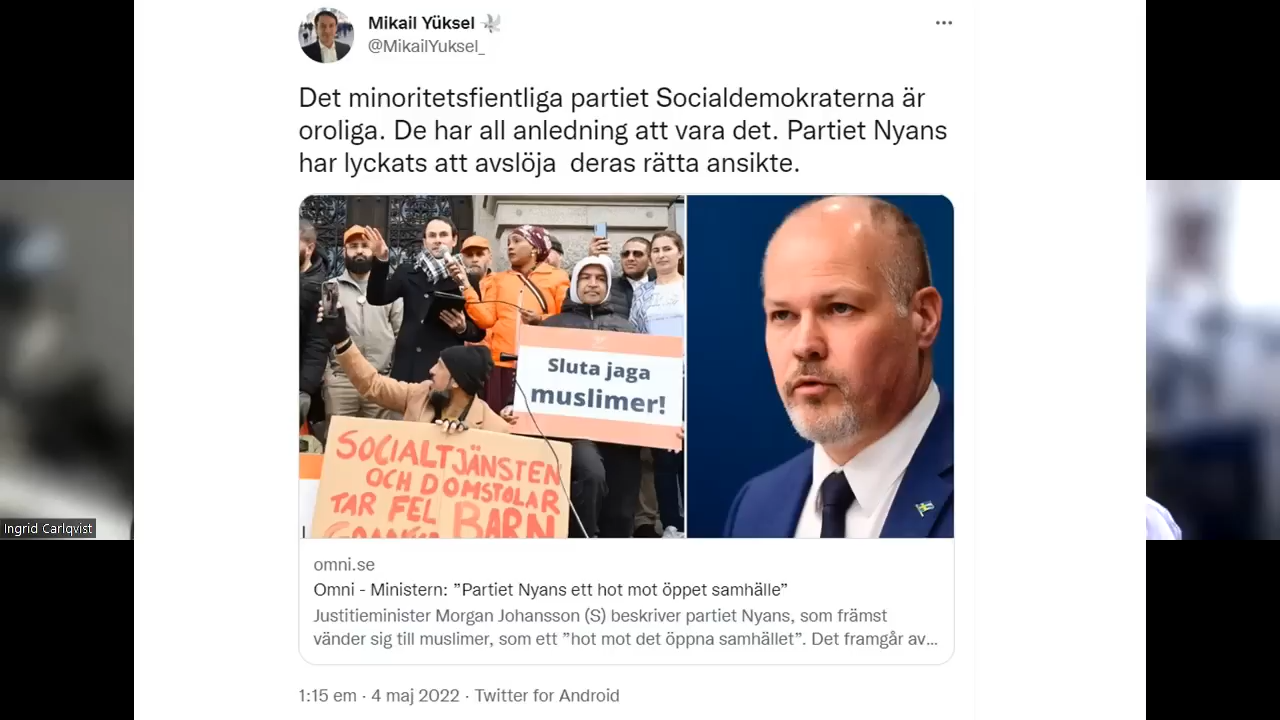 Mikail Yüksel
@MikailYuksel_
Det minoritetsfientliga partiet Socialdemokraterna är
oroliga. De har all anledning att vara det. Partiet Nyans
har lyckats att avslöja deras rätta ansikte.
Sluta jaga
muslimer!
SOCIALTJÄNSTEN
OCH DOMSTOLAR
TAR FEL BARN
Ingrid Carlqvist
omni.se
Omni - Ministern: ”Partiet Nyans ett hot mot öppet samhälle”
Justitieminister Morgan Johansson (S) beskriver partiet Nyans, som främst
vänder sig till muslimer, som ett ”hot mot det öppna samhället”. Det framgår av...
1:15 em · 4 maj 2022 · Twitter for Android